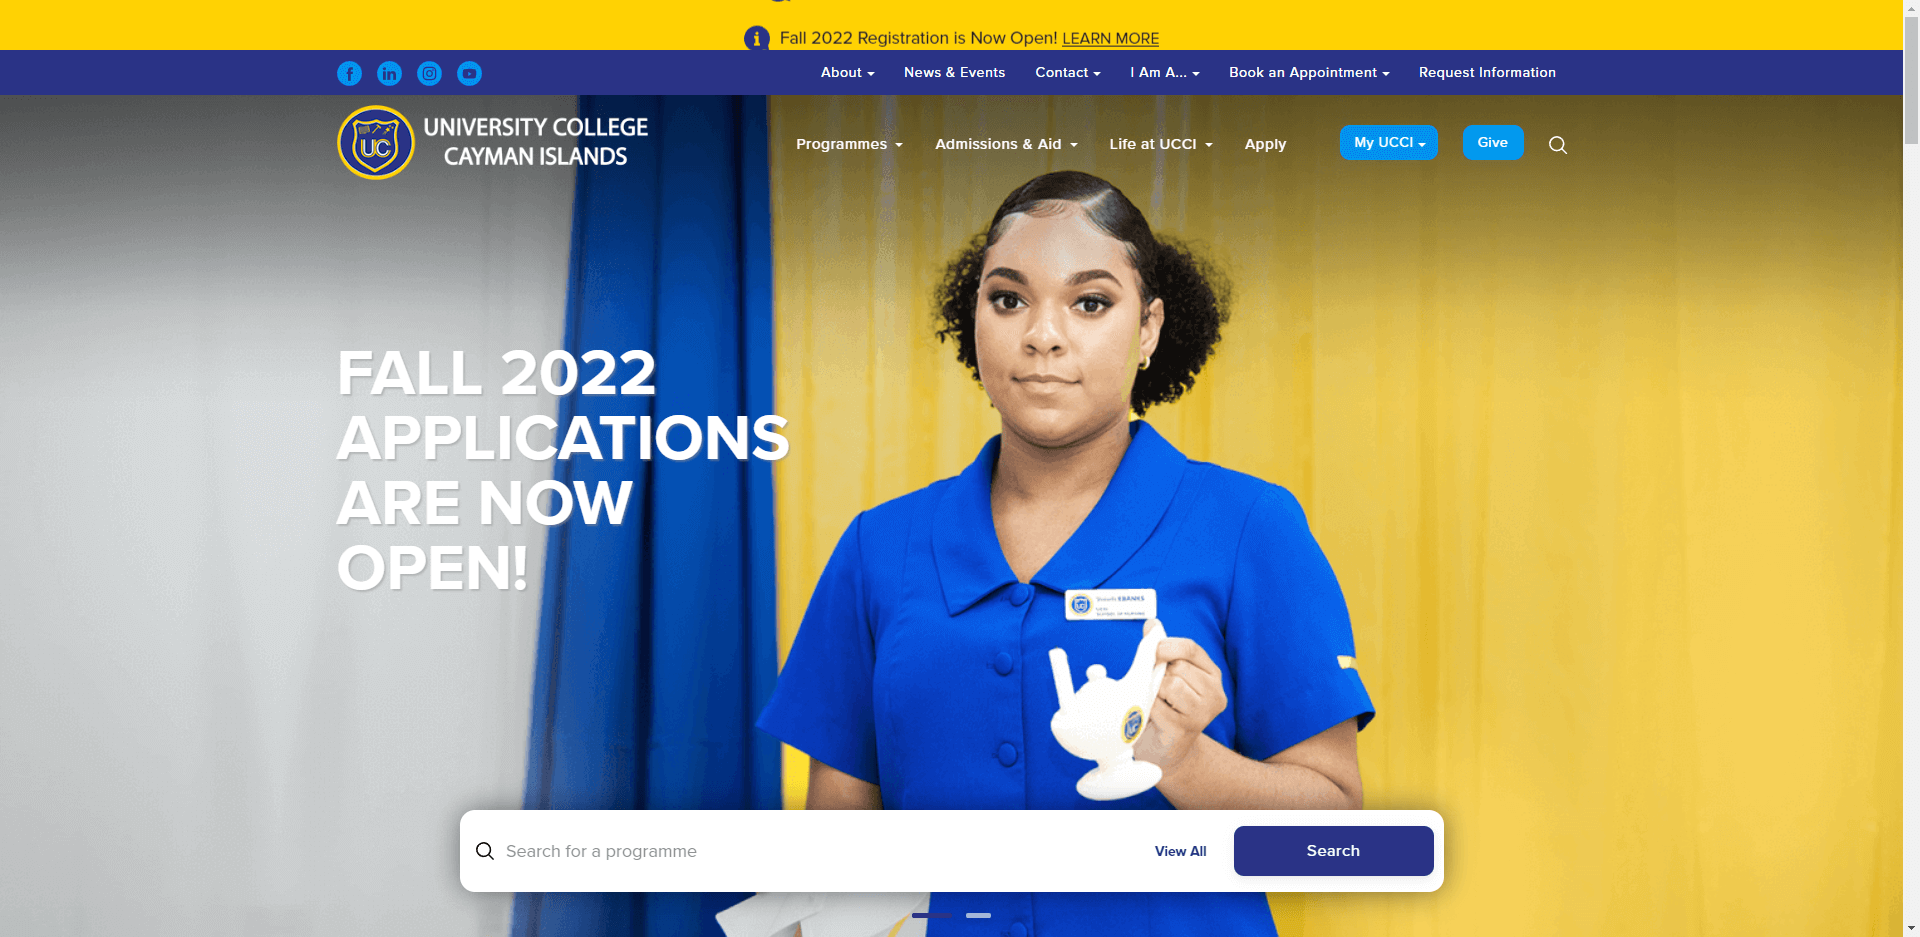 Fall 2022 Registration is Now Open! LEARN MORE
About News & Events Contact I Am A... Book an Appointment Request Information
UC
UNIVERSITY COLLEGE
CAYMAN ISLANDS
Programmes Admissions & Aid Life at UCCI Apply My UCCI Give
FALL 2022
APPLICATIONS
ARE NOW
OPEN!
EBANKS
UC
Search for a programme View All Search